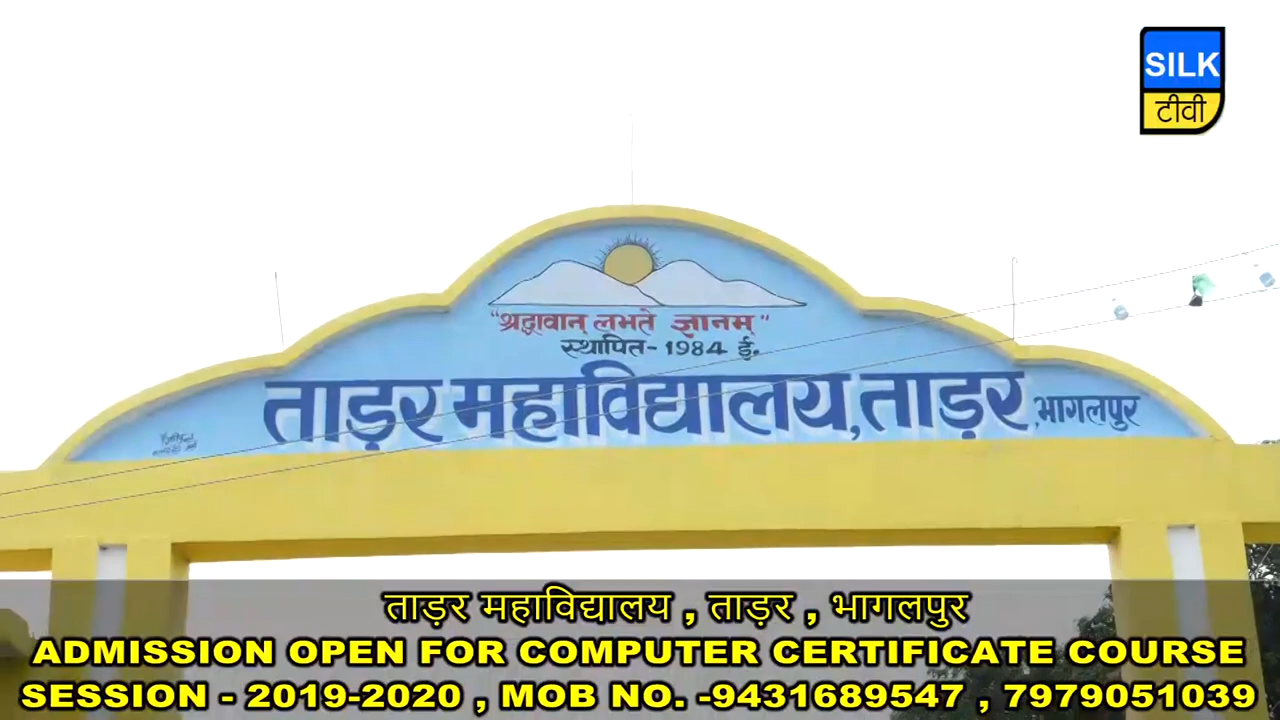 SILK
टीवी
"श्रद्धावान् लभते ज्ञानम्"
स्थापित- 1984 ई.
ताड़र महाविद्यालय, ताड़र, भागलपुर
ताड़र महाविद्यालय , ताड़र , भागलपुर
ADMISSION OPEN FOR COMPUTER CERTIFICATE COURSE
SESSION - 2019-2020 , MOB NO. -9431689547 , 7979051039